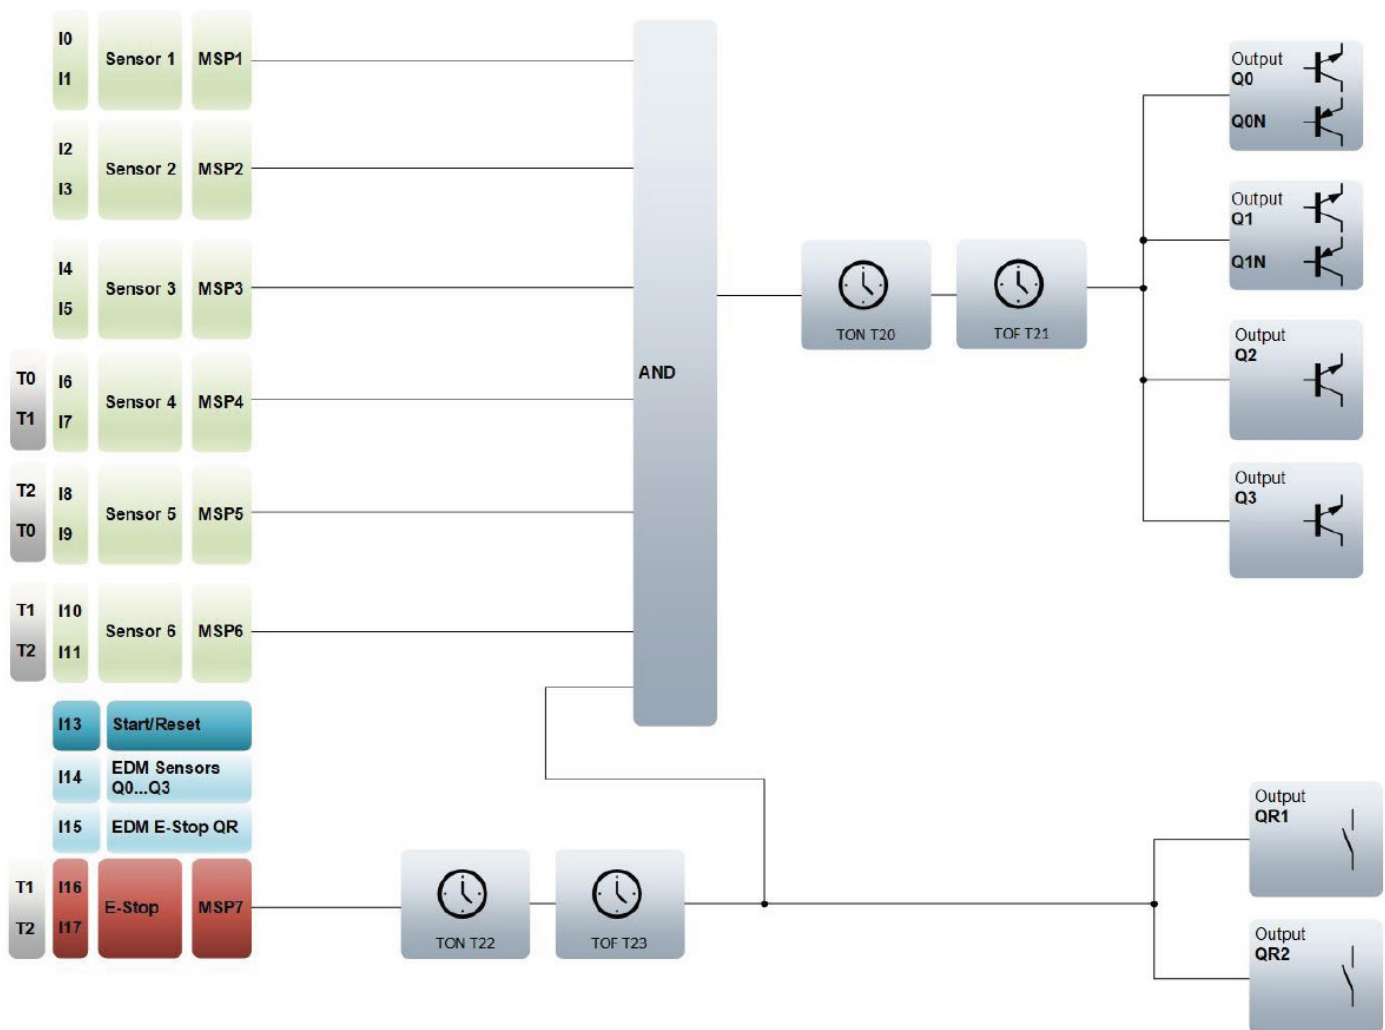 I0
I1
Sensor 1
MSP1
I2
I3
Sensor 2
MSP2
I4
I5
Sensor 3
MSP3
T0
T1
I6
I7
Sensor 4
MSP4
T2
T0
I8
I9
Sensor 5
MSP5
T1
T2
I10
I11
Sensor 6
MSP6
I13
Start/Reset
I14
EDM Sensors
Q0...Q3
I15
EDM E-Stop QR
T1
T2
I16
I17
E-Stop
MSP7
TON T22
TOF T23
AND
TON T20
TOF T21
Output
Q0
Q0N
Output
Q1
Q1N
Output
Q2
Output
Q3
Output
QR1
Output
QR2